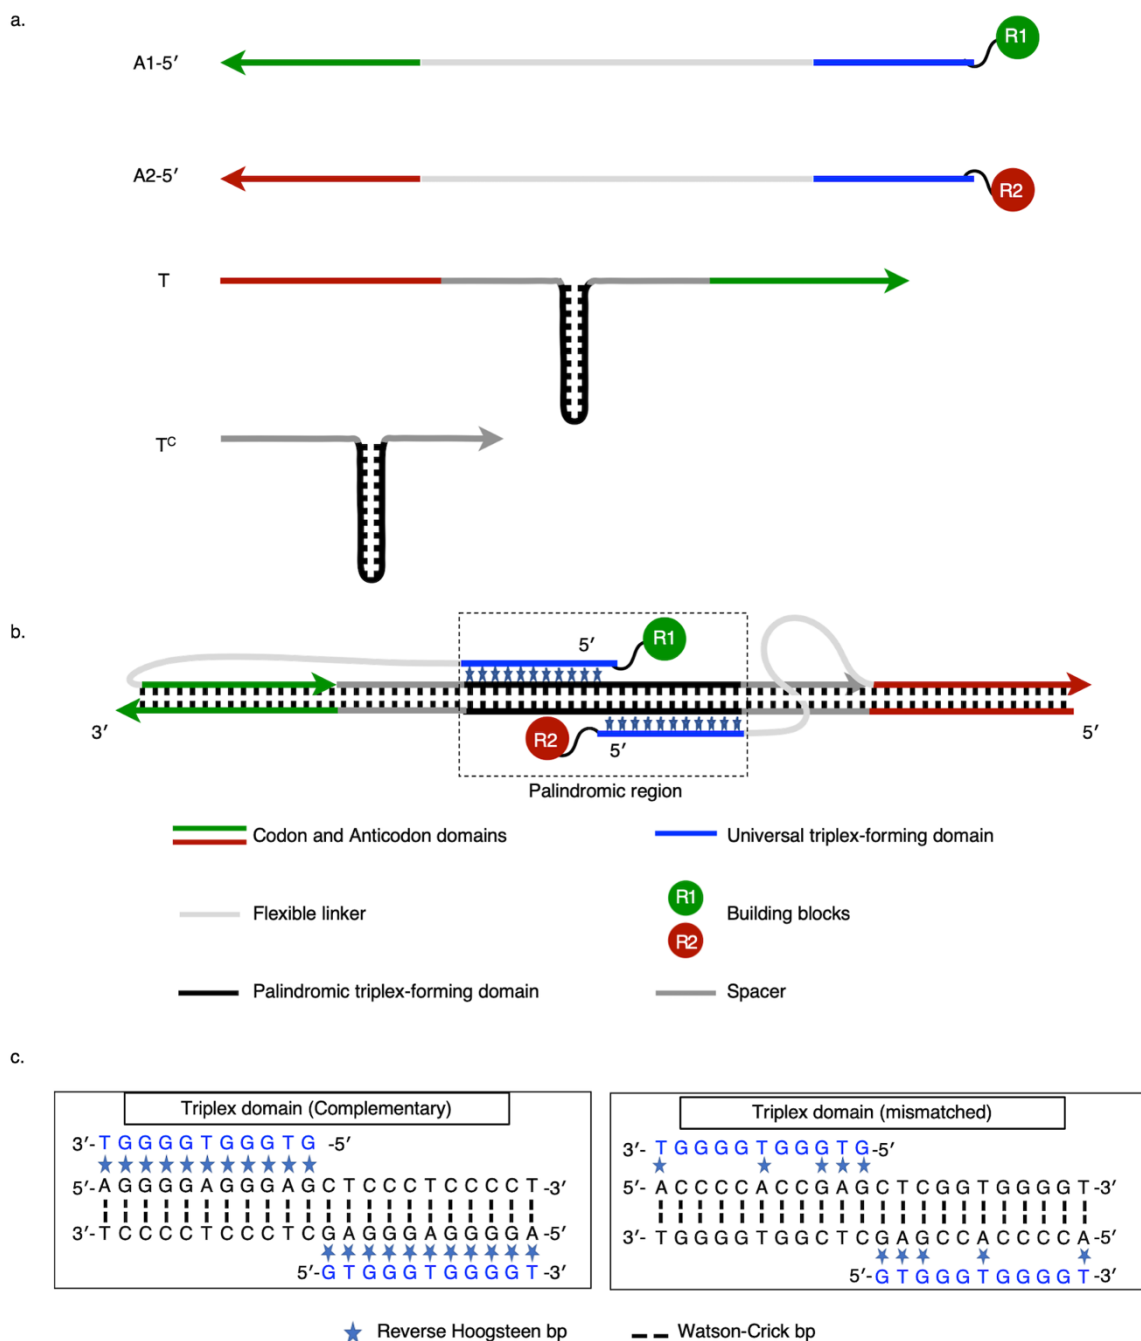 a.
A1-5′
R1
A2-5′
R2
T
Tᶜ
b.
5′
R1
3′
R2
5′
5′
Palindromic region
Codon and Anticodon domains
Universal triplex-forming domain
Flexible linker
R1
R2
Building blocks
Palindromic triplex-forming domain
Spacer
c.
Triplex domain (Complementary)
3′- T G G G G T G G G T G -5′
5′- A G G G G A G G G A G C T C C C T C C C C T -3′
3′- T C C C C T C C C T C G A G G G A G G G G A -5′
5′- G T G G G T G G G G T -3′
Triplex domain (mismatched)
3′- T G G G G T G G G T G -5′
5′- A C C C C A C C G A G C T C G G T G G G G T -3′
3′- T G G G G T G G C T C G A G C C A C C C C A -5′
5′- G T G G G T G G G G T -3′
Reverse Hoogsteen bp
Watson-Crick bp